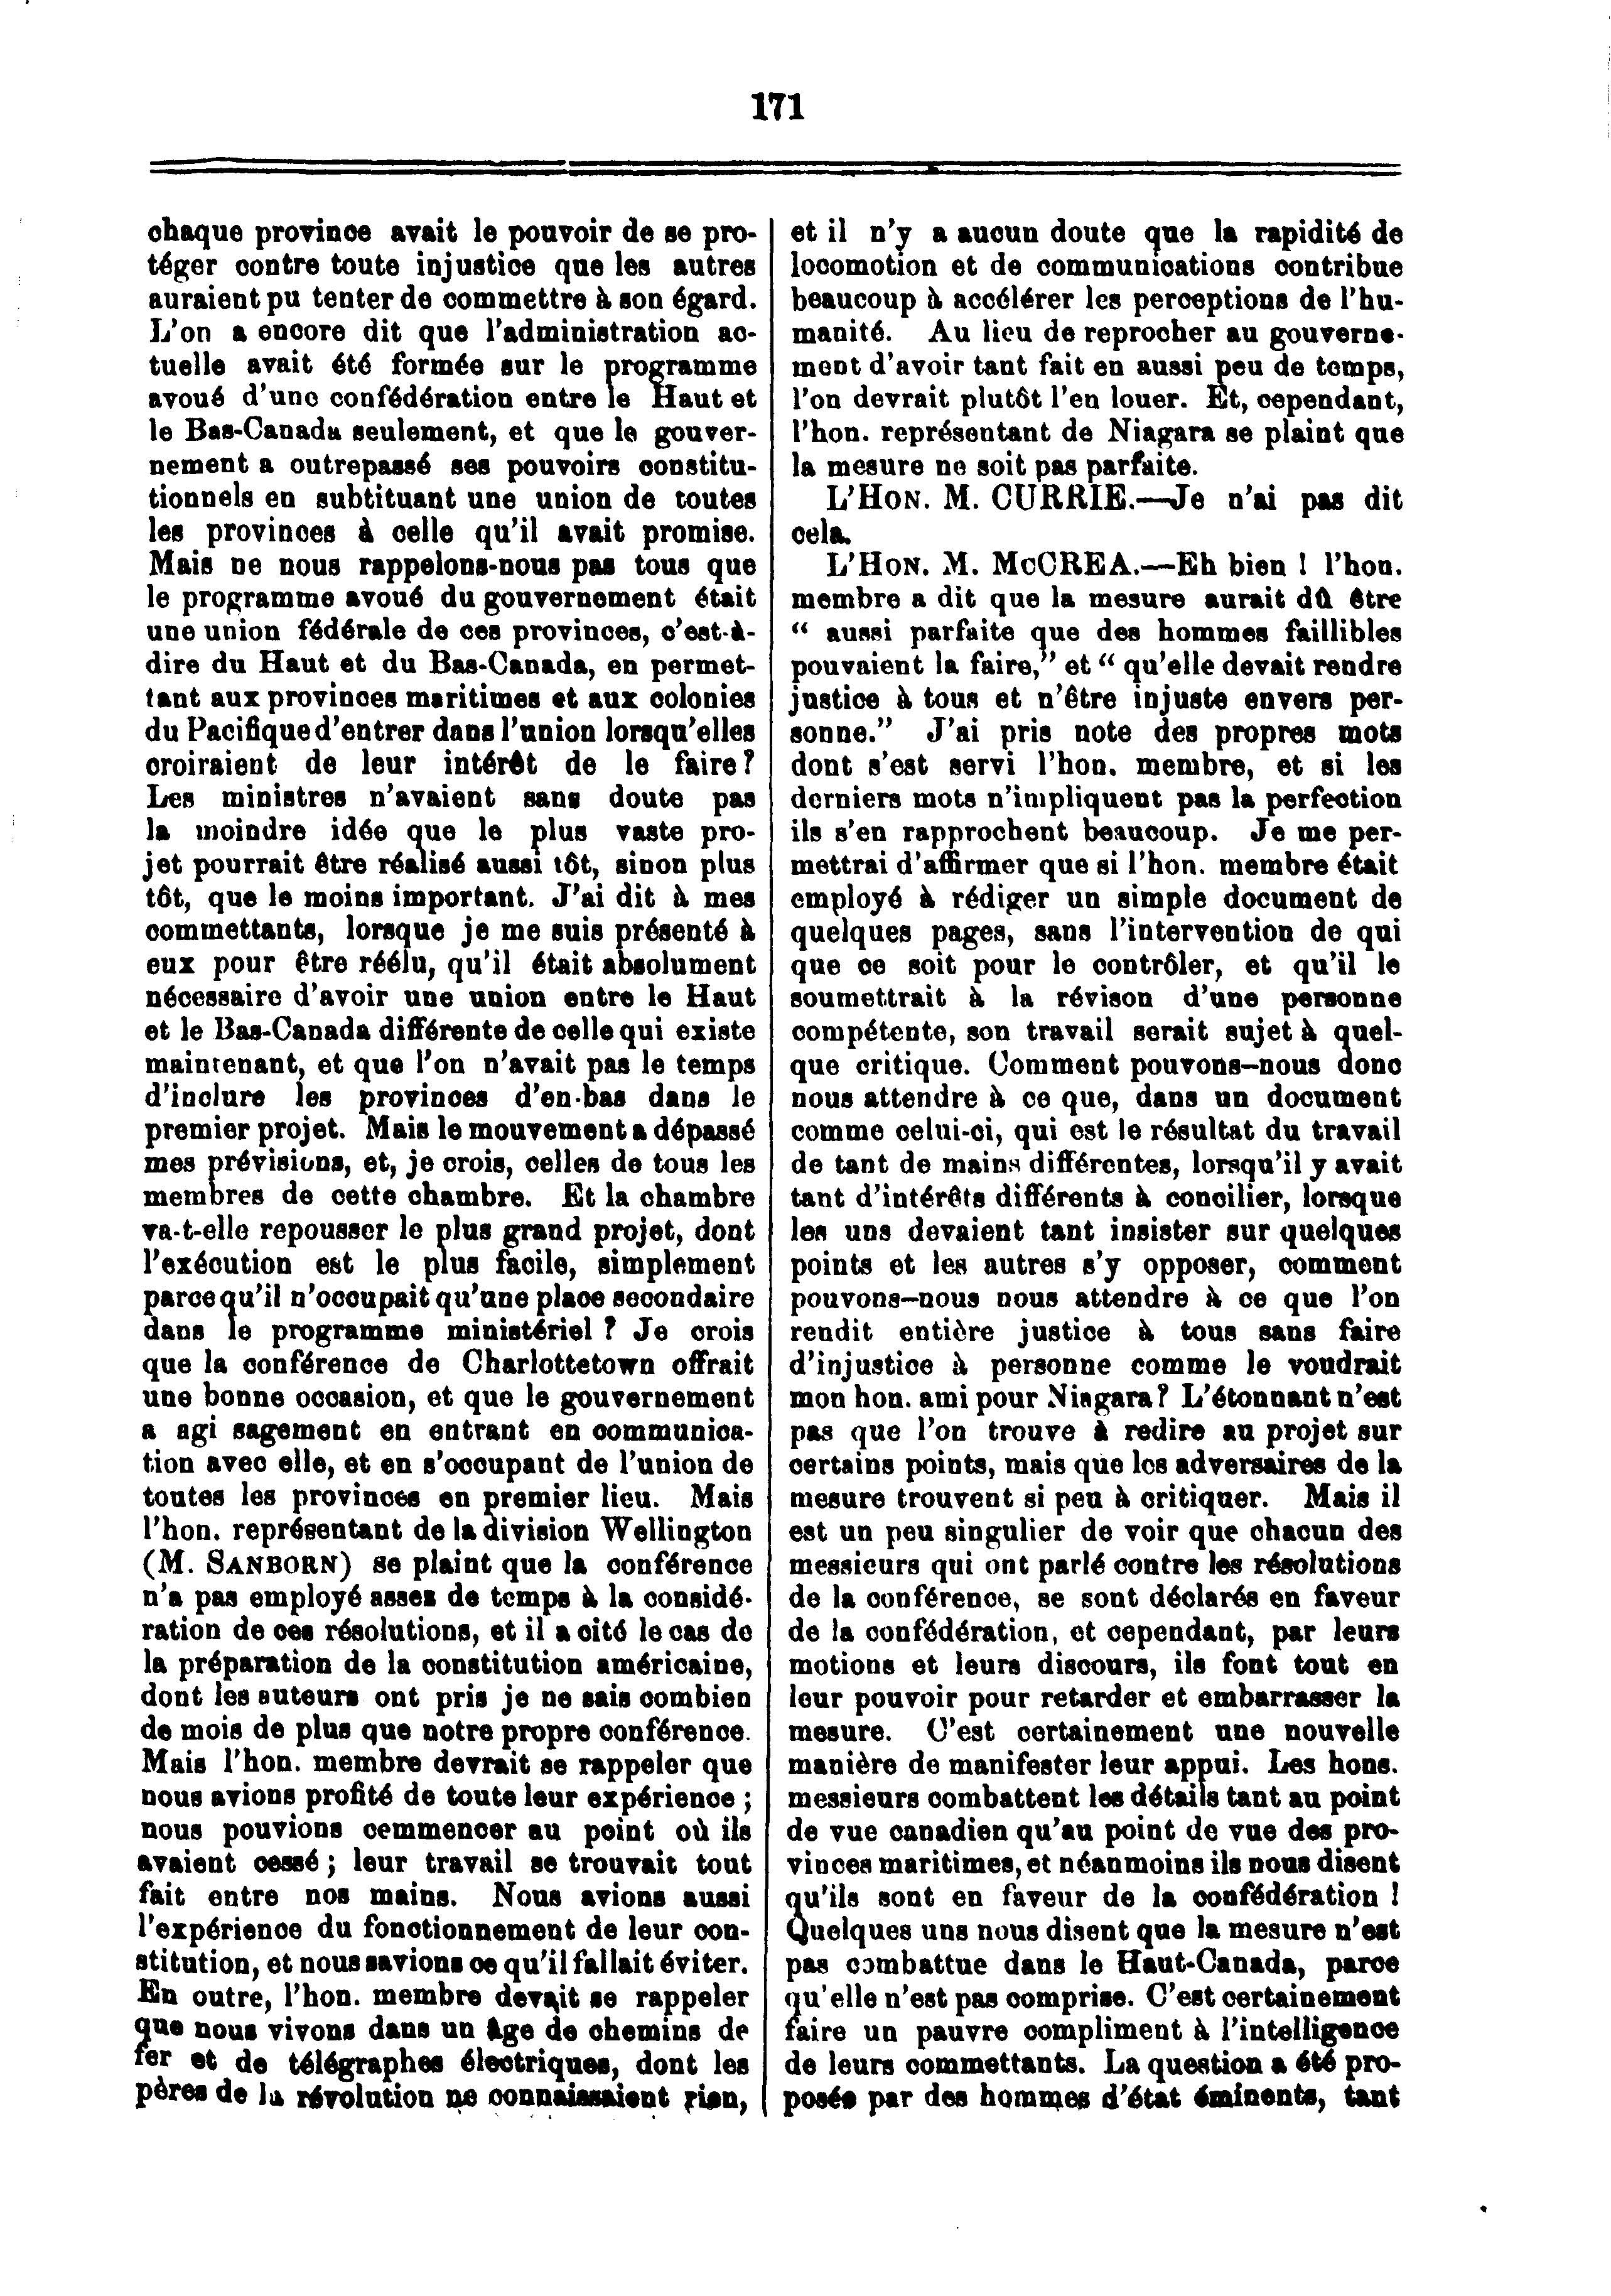 171
chaque province avait le pouvoir de se pro-
téger contre toute injustice que les autres
auraient pu tenter de commettre à son égard.
L'on a encore dit que l'administration ac-
tuelle avait été formée sur le programme
avoué d'une confédération entre le Haut et
le Bas-Canada seulement, et que le gouver-
nement a outrepassé ses pouvoirs constitu-
tionnels en subtituant une union de toutes
les provinces à celle qu'il avait promise.
Mais ne nous rappelons-nous pas tous que
le programme avoué du gouvernement était
une union fédérale de ces provinces, c'est-à-
dire du Haut et du Bas-Canada, en permet-
tant aux provinces maritimes et aux colonies
du Pacifique d'entrer dans l'union lorsqu'elles
croiraient de leur intérêt de le faire?
Les ministres n'avaient sans doute pas
la moindre idée que le plus vaste pro-
jet pourrait être réalisé aussi tôt, sinon plus
tôt, que le moins important. J'ai dit à mes
commettants, lorsque je me suis présenté à
eux pour être réélu, qu'il était absolument
nécessaire d'avoir une union entre le Haut
et le Bas-Canada différente de celle qui existe
maintenant, et que l'on n'avait pas le temps
d'inclure les provinces d'en-bas dans le
premier projet. Mais le mouvement a dépassé
mes prévisions, et, je crois, celles de tous les
membres de cette chambre. Et la chambre
va-t-elle repousser le plus grand projet, dont
l'exécution est le plus facile, simplement
parce qu'il n'occupait qu'une place secondaire
dans le programme ministériel ? Je crois
que la conférence de Charlottetown offrait
une bonne occasion, et que le gouvernement
a agi sagement en entrant en communica-
tion avec elle, et en s'occupant de l'union de
toutes les provinces en premier lieu. Mais
l'hon. représentant de la division Wellington
(M. SANBORN) se plaint que la conférence
n'a pas employé assez de temps à la considé-
ration de ces résolutions, et il a cité le cas de
la préparation de la constitution américaine,
dont les auteurs ont pris je ne sais combien
de mois de plus que notre propre conférence.
Mais l'hon. membre devrait se rappeler que
nous avions profité de toute leur expérience ;
nous pouvions cemmencer au point où ils
avaient cessé ; leur travail se trouvait tout
fait entre nos mains. Nous avions aussi
l'expérience du fonctionnement de leur con-
stitution, et nous savions ce qu'il fallait éviter.
En outre, l'hon. membre devait se rappeler
que nous vivons dans un âge de chemins de
fer et de télégraphes électriques, dont les
pères de la révolution ne connaissaient rien,
et il n'y a aucun doute que la rapidité de
locomotion et de communications contribue
beaucoup à accélérer les perceptions de l'hu-
manité. Au lieu de reprocher au gouverne-
ment d'avoir tant fait en aussi peu de temps,
l'on devrait plutôt l'en louer. Et, cependant,
l'hon. représentant de Niagara se plaint que
la mesure ne soit pas parfaite.
L'HON. M. CURRIE.—Je n'ai pas dit
cela.
L'HON. M. McCREA.—Eh bien ! l'hon.
membre a dit que la mesure aurait dû être
“ aussi parfaite que des hommes faillibles
pouvaient la faire,” et “ qu'elle devait rendre
justice à tous et n'être injuste envers per-
sonne.” J'ai pris note des propres mots
dont s'est servi l'hon. membre, et si les
derniers mots n'impliquent pas la perfection
ils s'en rapprochent beaucoup. Je me per-
mettrai d'affirmer que si l'hon. membre était
employé à rédiger un simple document de
quelques pages, sans l'intervention de qui
que ce soit pour le contrôler, et qu'il le
soumettrait à la révison d'une personne
compétente, son travail serait sujet à quel-
que critique. Comment pouvons-nous donc
nous attendre à ce que, dans un document
comme celui-ci, qui est le résultat du travail
de tant de mains différentes, lorsqu'il y avait
tant d'intérêts différents à concilier, lorsque
les uns devaient tant insister sur quelques
points et les autres s'y opposer, comment
pouvons-nous nous attendre à ce que l'on
rendit entière justice à tous sans faire
d'injustice à personne comme le voudrait
mon hon. ami pour Niagara? L'étonnant n'est
pas que l'on trouve à redire au projet sur
certains points, mais que les adversaires de la
mesure trouvent si peu à critiquer. Mais il
est un peu singulier de voir que chacun des
messieurs qui ont parlé contre les résolutions
de la conférence, se sont déclarés en faveur
de la confédération, et cependant, par leurs
motions et leurs discours, ils font tout en
leur pouvoir pour retarder et embarrasser la
mesure. C'est certainement une nouvelle
manière de manifester leur appui. Les hons.
messieurs combattent les détails tant au point
de vue canadien qu'au point de vue des pro-
vinces maritimes, et néanmoins ils nous disent
qu'ils sont en faveur de la confédération !
Quelques uns nous disent que la mesure n'est
pas combattue dans le Haut-Canada, parce
qu'elle n'est pas comprise. C'est certainement
faire un pauvre compliment à l'intelligence
de leurs commettants. La question a été pro-
posée par des hommes d'état éminents, tant